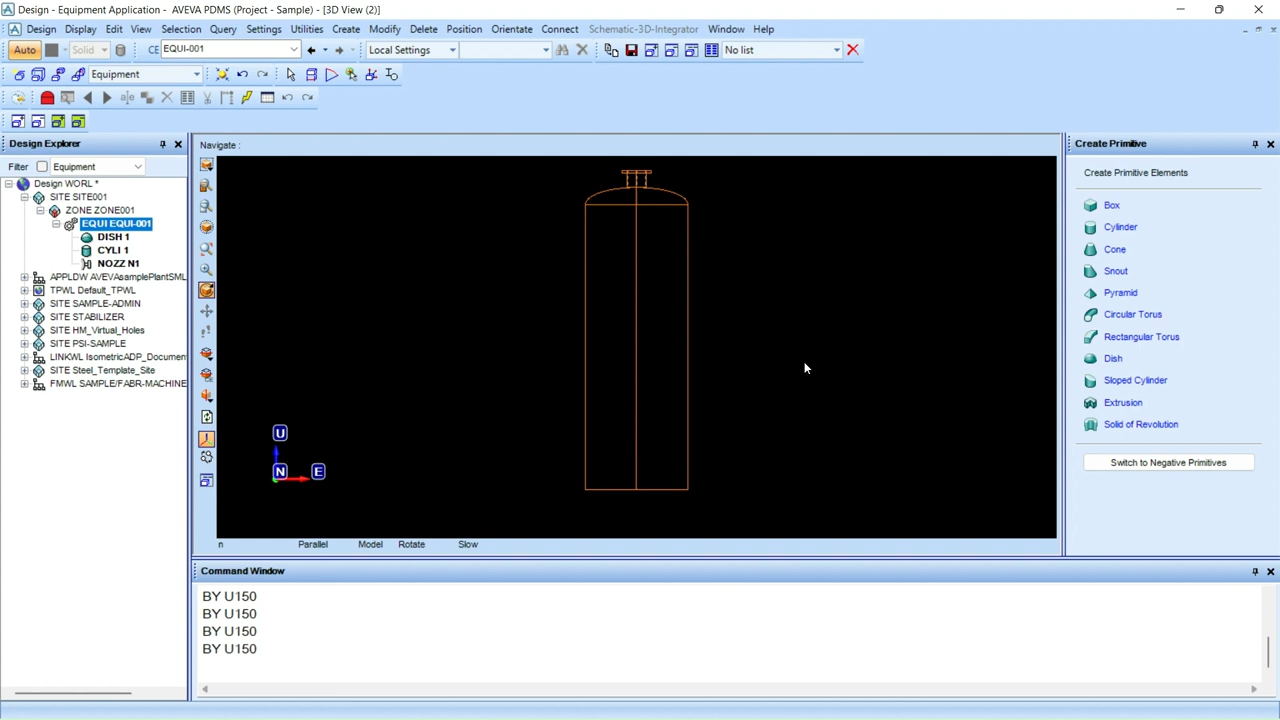 Design - Equipment Application - AVEVA PDMS (Project - Sample) - [3D View (2)]
Design Display Edit View Selection Query Settings Utilities Create Modify Delete Position Orientate Connect Schematic-3D-Integrator Window Help
Auto Solid CE EQUI-001 Local Settings No list
Equipment
Design Explorer
Filter Equipment
Design WORL *
SITE SITE001
ZONE ZONE001
EQUI EQUI-001
DISH 1
CYLI 1
NOZZ N1
APPLDW AVEVAsamplePlantSML
TPWL Default_TPWL
SITE SAMPLE-ADMIN
SITE STABILIZER
SITE HM_Virtual_Holes
SITE PSI-SAMPLE
LINKWL IsometricADP_Documen
SITE Steel_Template_Site
FMWL SAMPLE/FABR-MACHINE
Navigate :
U
N E
n Parallel Model Rotate Slow
Create Primitive
Create Primitive Elements
Box
Cylinder
Cone
Snout
Pyramid
Circular Torus
Rectangular Torus
Dish
Sloped Cylinder
Extrusion
Solid of Revolution
Switch to Negative Primitives
Command Window
BY U150
BY U150
BY U150
BY U150